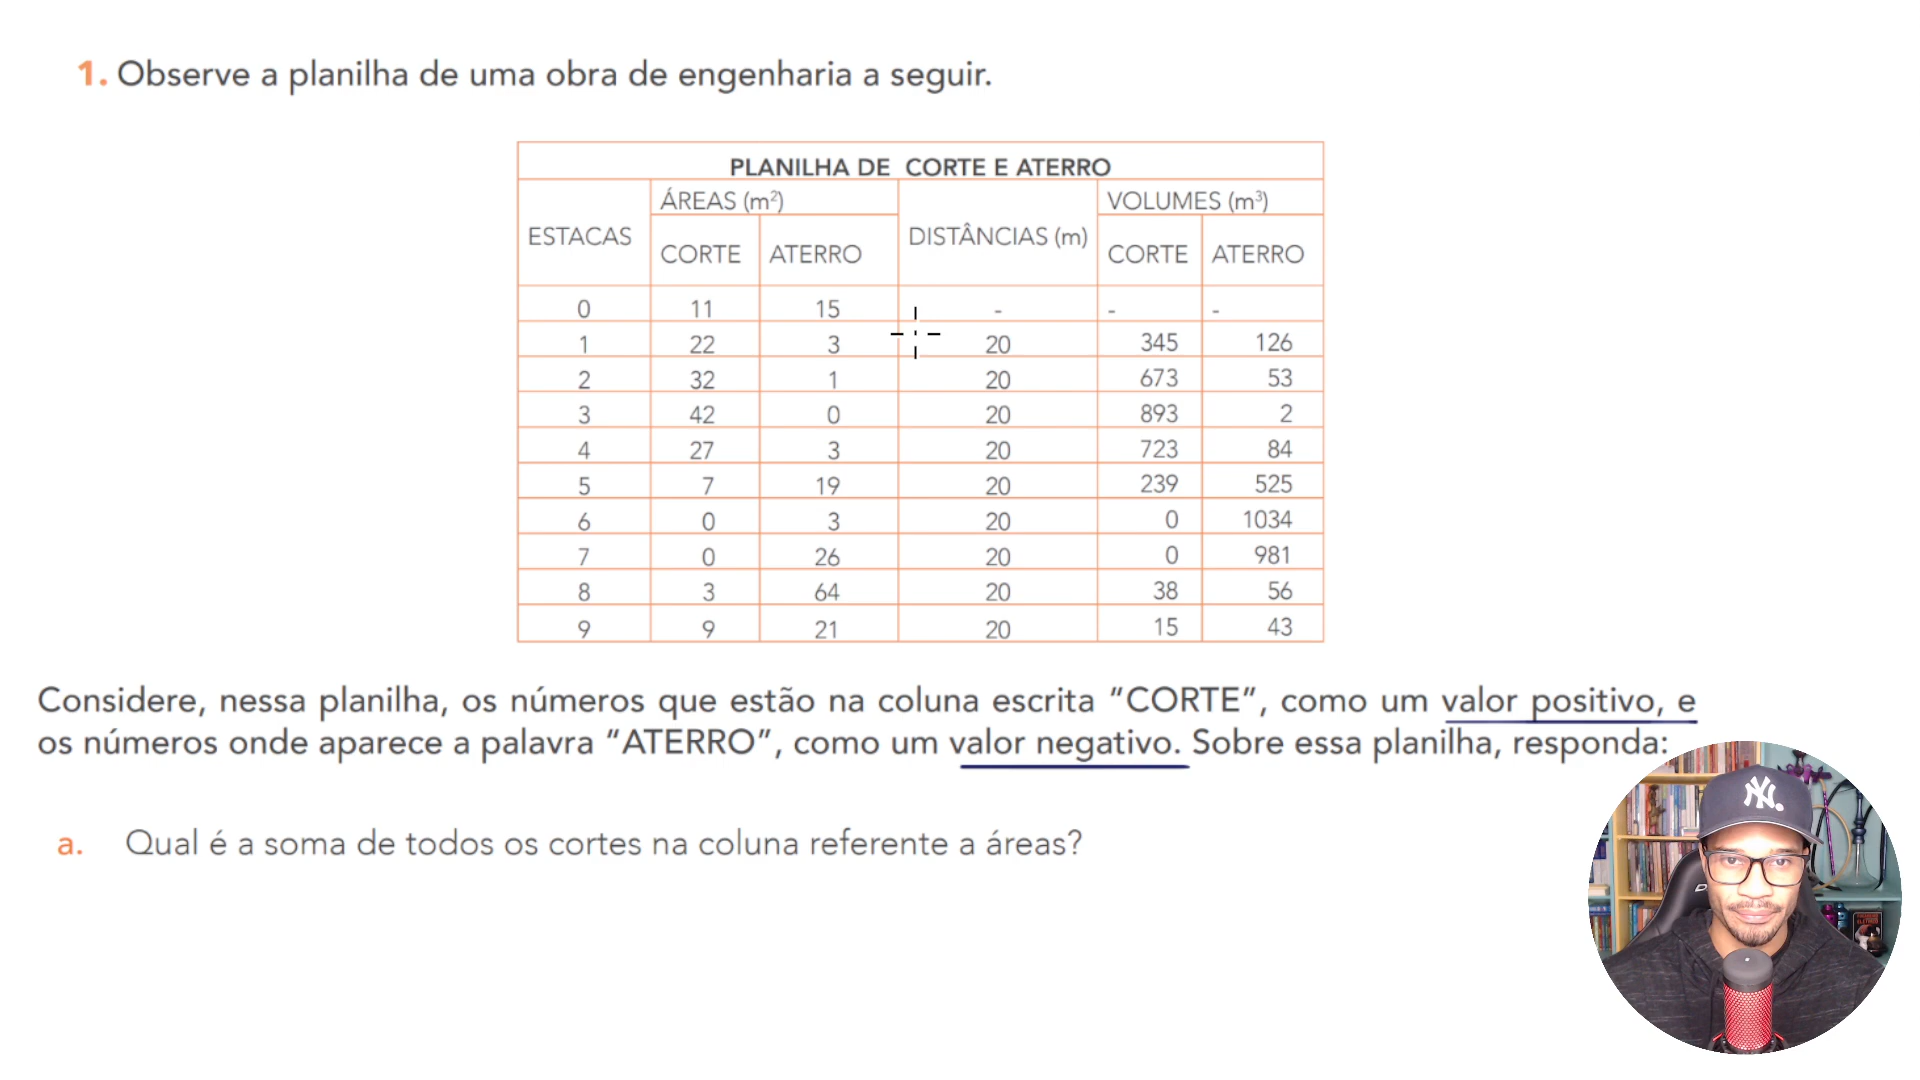 1. Observe a planilha de uma obra de engenharia a seguir.
PLANILHA DE CORTE E ATERRO
ESTACAS ÁREAS (m²) DISTÂNCIAS (m) VOLUMES (m³)
CORTE ATERRO CORTE ATERRO
0 11 15 - - -
1 22 3 20 345 126
2 32 1 20 673 53
3 42 0 20 893 2
4 27 3 20 723 84
5 7 19 20 239 525
6 0 3 20 0 1034
7 0 26 20 0 981
8 3 64 20 38 56
9 9 21 20 15 43
Considere, nessa planilha, os números que estão na coluna escrita “CORTE”, como um valor positivo, e
os números onde aparece a palavra “ATERRO”, como um valor negativo. Sobre essa planilha, responda:
a. Qual é a soma de todos os cortes na coluna referente a áreas?
NY